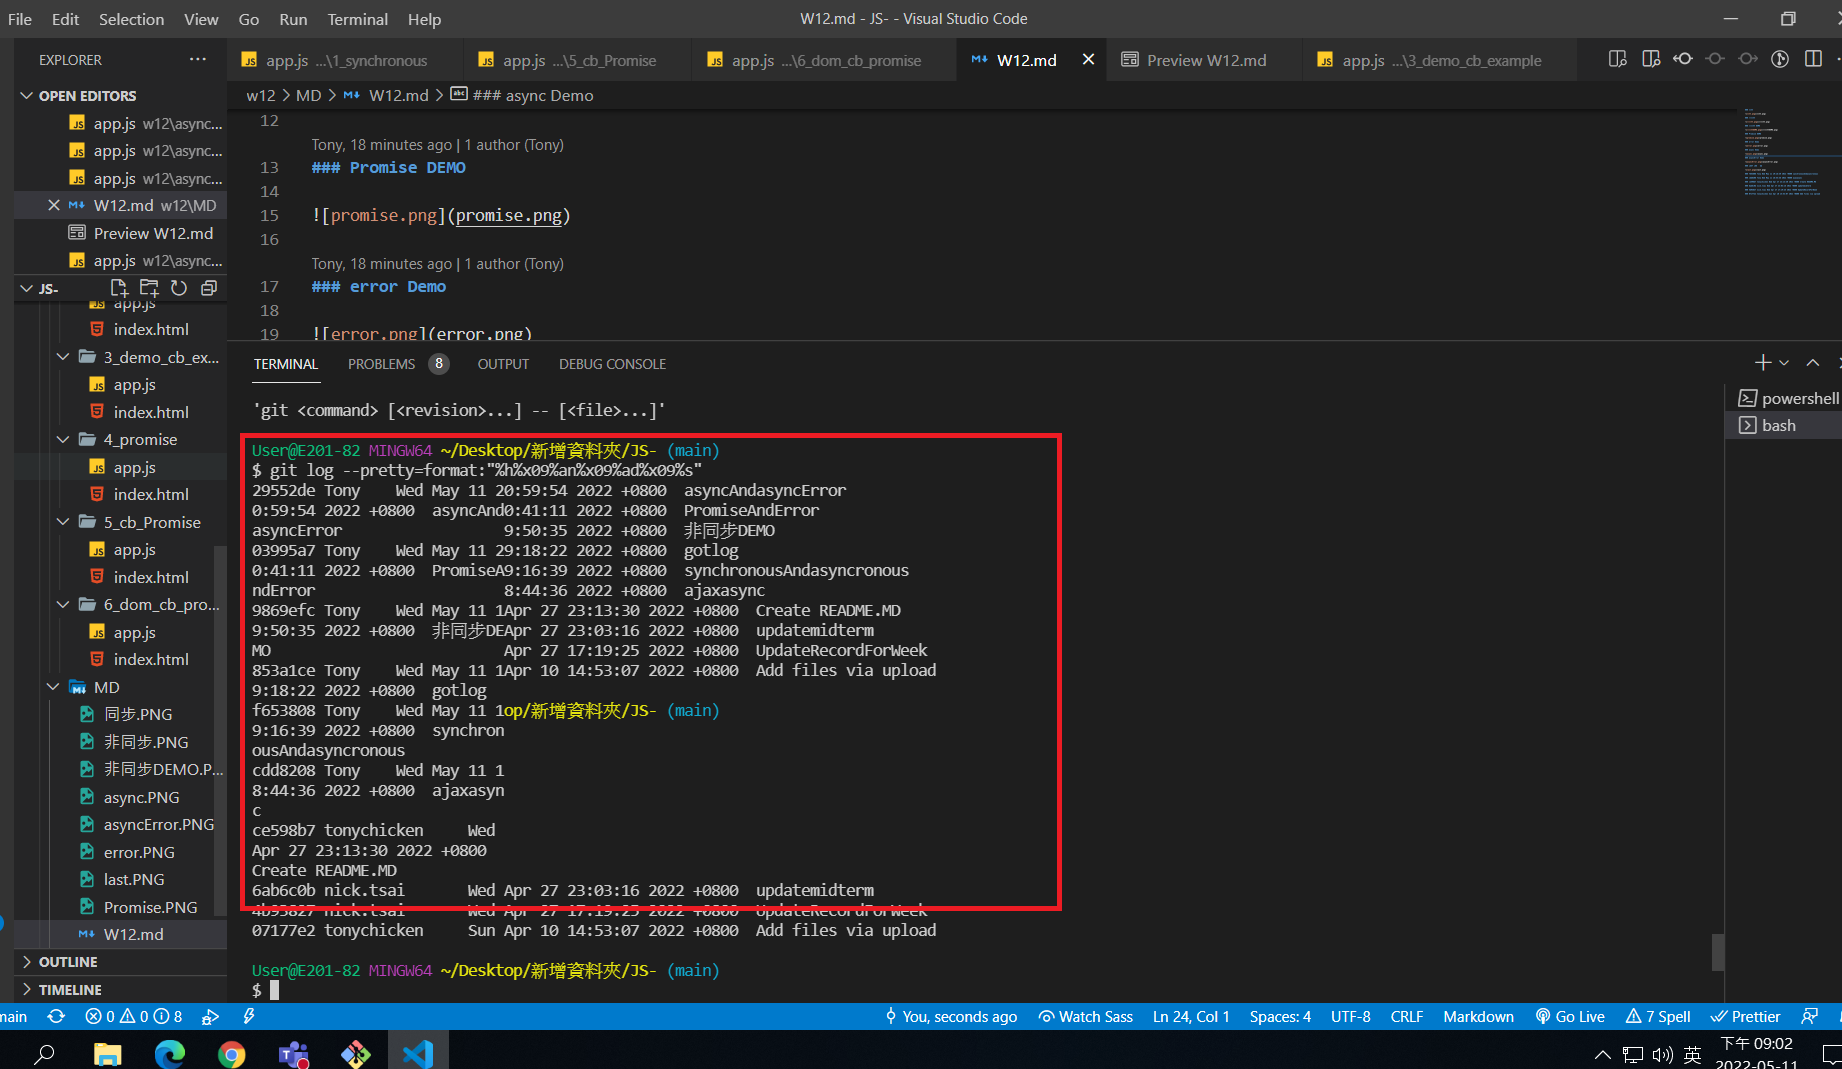 File Edit Selection View Go Run Terminal Help
W12.md - JS- - Visual Studio Code
EXPLORER ...
app.js ...\1_synchronous
app.js ...\5_cb_Promise
app.js ...\6_dom_cb_promise
W12.md
Preview W12.md
app.js ...\3_demo_cb_example
OPEN EDITORS
app.js w12\async...
app.js w12\async...
app.js w12\async...
W12.md w12\MD
Preview W12.md
app.js w12\async...
JS-
app.js
index.html
3_demo_cb_ex...
app.js
index.html
4_promise
app.js
index.html
5_cb_Promise
app.js
index.html
6_dom_cb_pro...
app.js
index.html
MD
同步.PNG
非同步.PNG
非同步DEMO.P...
async.PNG
asyncError.PNG
error.PNG
last.PNG
Promise.PNG
W12.md
OUTLINE
TIMELINE
w12 > MD > W12.md > ### async Demo
12
Tony, 18 minutes ago | 1 author (Tony)
13 ### Promise DEMO
14
15 ![promise.png](promise.png)
16
Tony, 18 minutes ago | 1 author (Tony)
17 ### error Demo
18
19 ![error.png](error.png)
TERMINAL PROBLEMS 8 OUTPUT DEBUG CONSOLE
powershell
bash
'git <command> [<revision>...] -- [<file>...]'
User@E201-82 MINGW64 ~/Desktop/新增資料夾/JS- (main)
$ git log --pretty=format:"%h%x09%an%x09%ad%x09%s"
29552de Tony Wed May 11 20:59:54 2022 +0800 asyncAndasyncError
0:59:54 2022 +0800 asyncAnd0:41:11 2022 +0800 PromiseAndError
asyncError 9:50:35 2022 +0800 非同步DEMO
03995a7 Tony Wed May 11 29:18:22 2022 +0800 gotlog
0:41:11 2022 +0800 PromiseA9:16:39 2022 +0800 synchronousAndasyncronous
ndError 8:44:36 2022 +0800 ajaxasync
9869efc Tony Wed May 11 1Apr 27 23:13:30 2022 +0800 Create README.MD
9:50:35 2022 +0800 非同步DEApr 27 23:03:16 2022 +0800 updatemidterm
MO Apr 27 17:19:25 2022 +0800 UpdateRecordForWeek
853a1ce Tony Wed May 11 1Apr 10 14:53:07 2022 +0800 Add files via upload
9:18:22 2022 +0800 gotlog
f653808 Tony Wed May 11 1op/新增資料夾/JS- (main)
9:16:39 2022 +0800 synchron
ousAndasyncronous
cdd8208 Tony Wed May 11 1
8:44:36 2022 +0800 ajaxasyn
c
ce598b7 tonychicken Wed
Apr 27 23:13:30 2022 +0800
Create README.MD
6ab6c0b nick.tsai Wed Apr 27 23:03:16 2022 +0800 updatemidterm
4b95827 nick.tsai Wed Apr 27 17:19:25 2022 +0800 UpdateRecordForWeek
07177e2 tonychicken Sun Apr 10 14:53:07 2022 +0800 Add files via upload
User@E201-82 MINGW64 ~/Desktop/新增資料夾/JS- (main)
$
main 0 0 8 You, seconds ago Watch Sass Ln 24, Col 1 Spaces: 4 UTF-8 CRLF Markdown Go Live 7 Spell Prettier
英 下午 09:02
2022-05-11